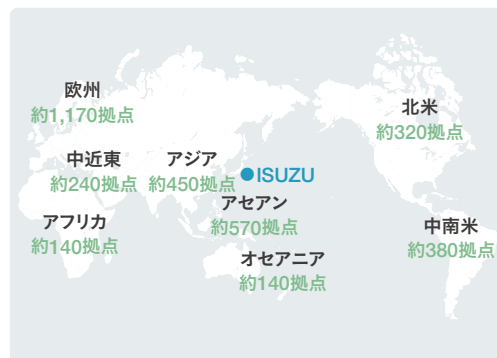 欧州
約1,170拠点
北米
約320拠点
中近東
約240拠点
アジア
約450拠点
ISUZU
アセアン
約570拠点
アフリカ
約140拠点
中南米
約380拠点
オセアニア
約140拠点